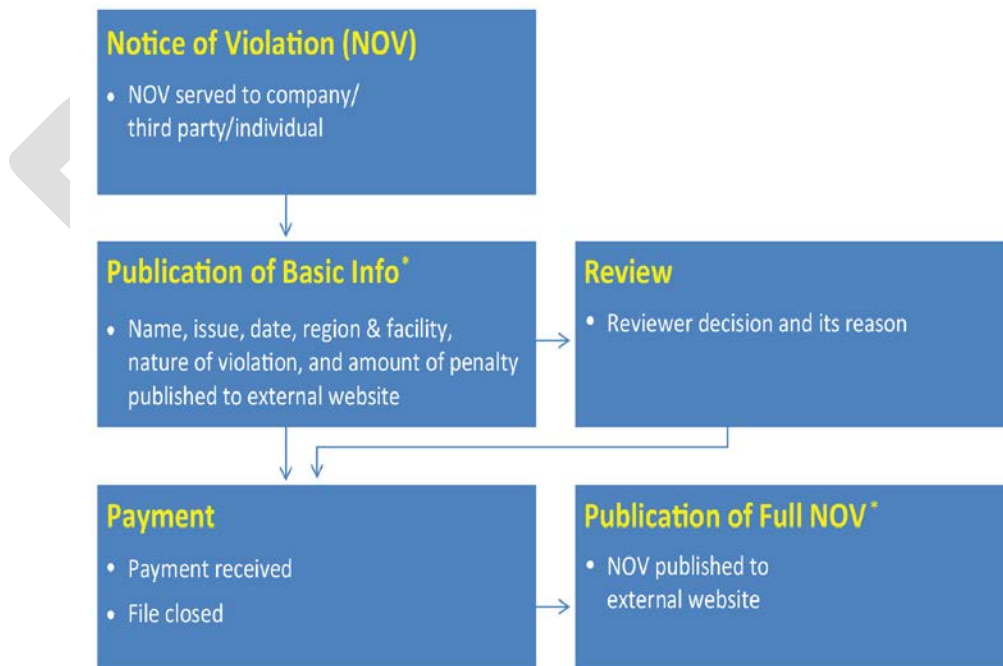 Notice of Violation (NOV)
• NOV served to company/
third party/individual
Publication of Basic Info*
• Name, issue, date, region & facility,
nature of violation, and amount of penalty
published to external website
Review
• Reviewer decision and its reason
Payment
• Payment received
• File closed
Publication of Full NOV*
• NOV published to
external website